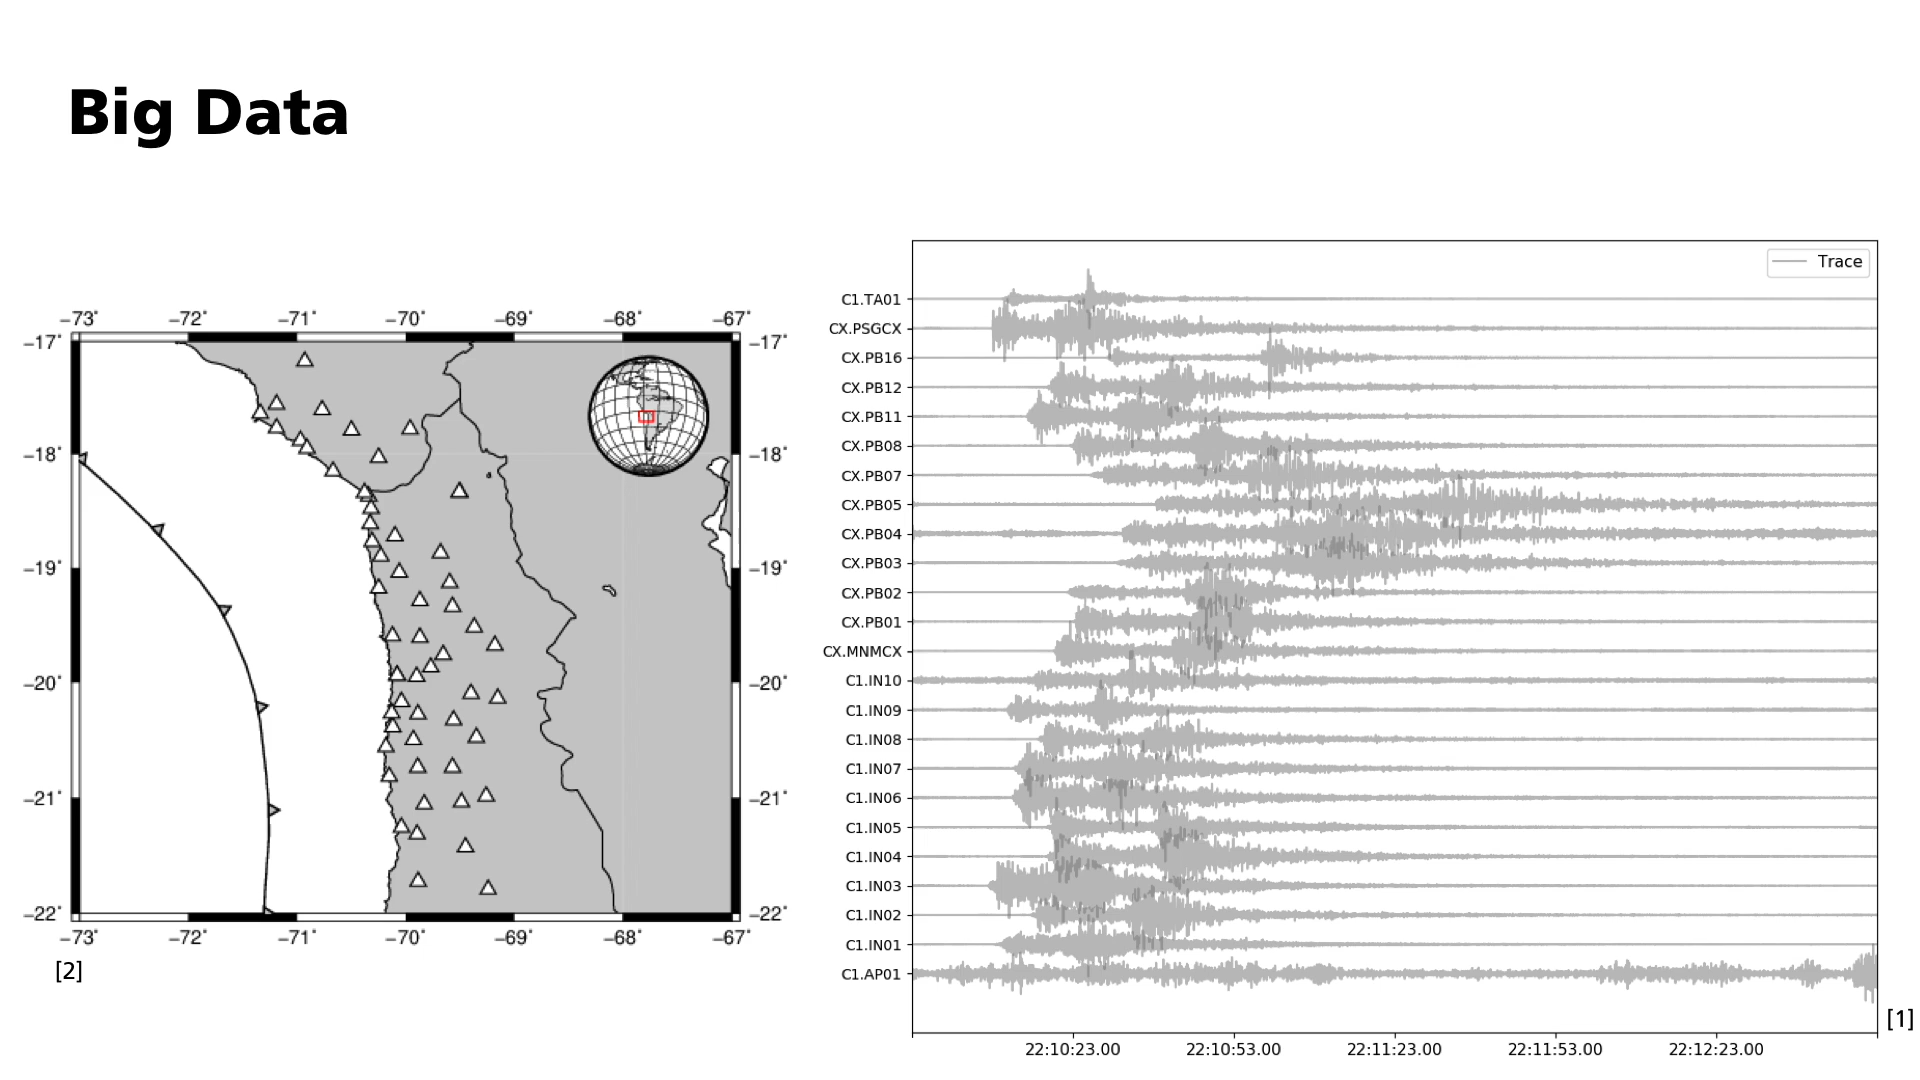 Big Data
−73˚ −72˚ −71˚ −70˚ −69˚ −68˚ −67˚
−17˚ −17˚
−18˚ −18˚
−19˚ −19˚
−20˚ −20˚
−21˚ −21˚
−22˚ −22˚
−73˚ −72˚ −71˚ −70˚ −69˚ −68˚ −67˚
[2]
Trace
C1.TA01
CX.PSGCX
CX.PB16
CX.PB12
CX.PB11
CX.PB08
CX.PB07
CX.PB05
CX.PB04
CX.PB03
CX.PB02
CX.PB01
CX.MNMCX
C1.IN10
C1.IN09
C1.IN08
C1.IN07
C1.IN06
C1.IN05
C1.IN04
C1.IN03
C1.IN02
C1.IN01
C1.AP01
22:10:23.00 22:10:53.00 22:11:23.00 22:11:53.00 22:12:23.00
[1]